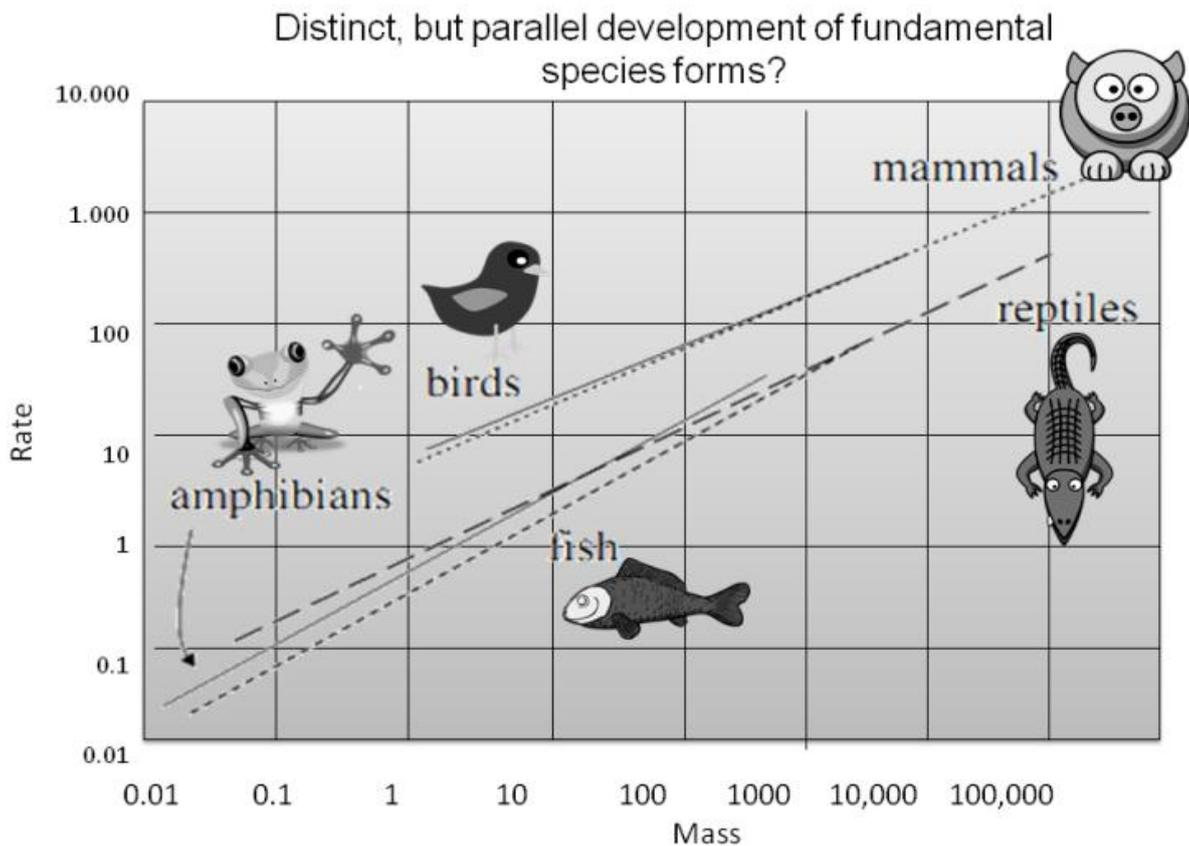 Distinct, but parallel development of fundamental
species forms?
10.000
1.000
100
10
1
0.1
0.01
Rate
mammals
birds
reptiles
amphibians
fish
0.01 0.1 1 10 100 1000 10,000 100,000
Mass